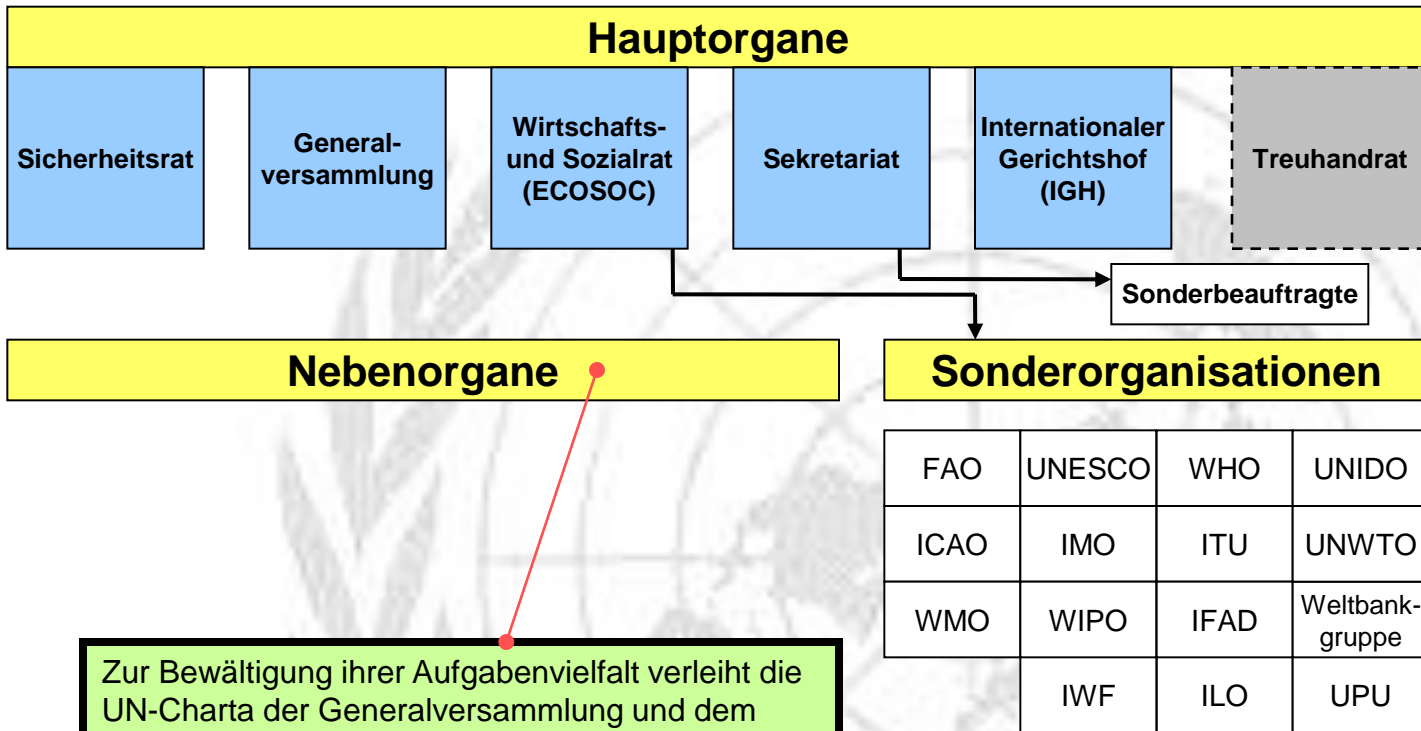 Hauptorgane
Sicherheitsrat
General-
versammlung
Wirtschafts-
und Sozialrat
(ECOSOC)
Sekretariat
Internationaler
Gerichtshof
(IGH)
Treuhandrat
Sonderbeauftragte
Nebenorgane
Sonderorganisationen
FAO UNESCO WHO UNIDO
ICAO IMO ITU UNWTO
WMO WIPO IFAD Weltbank-
gruppe
IWF ILO UPU
Zur Bewältigung ihrer Aufgabenvielfalt verleiht die
UN-Charta der Generalversammlung und dem